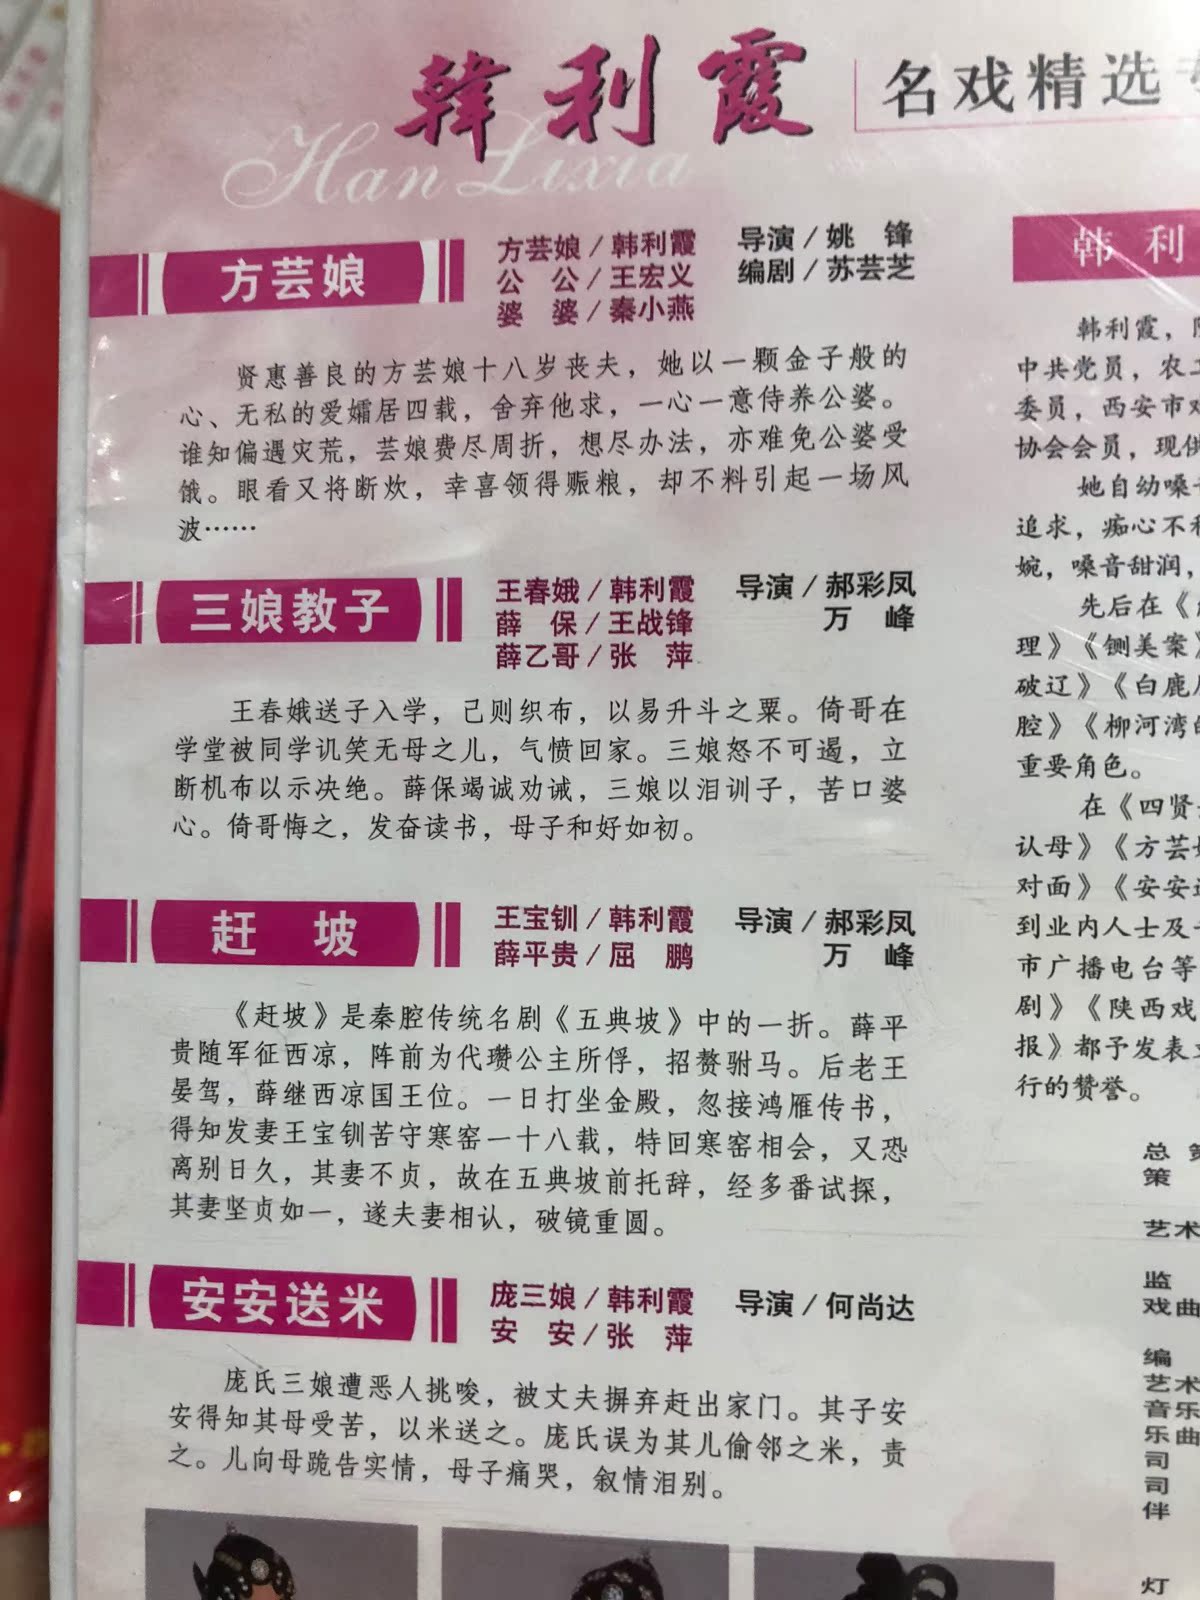 韩利霞
名戏精选
Han Lixia
方芸娘
方芸娘/韩利霞 导演/姚 锋
公 公/王宏义 编剧/苏芸芝
婆 婆/秦小燕
贤惠善良的方芸娘十八岁丧夫，她以一颗金子般的
心、无私的爱孀居四载，舍弃他求，一心一意侍养公婆。
谁知偏遇灾荒，芸娘费尽周折，想尽办法，亦难免公婆受
饿。眼看又将断炊，幸喜领得赈粮，却不料引起一场风
波……
三娘教子
王春娥/韩利霞 导演/郝彩凤
薛 保/王战锋 万 峰
薛乙哥/张 萍
王春娥送子入学，己则织布，以易升斗之粟。倚哥在
学堂被同学讥笑无母之儿，气愤回家。三娘怒不可遏，立
断机布以示决绝。薛保竭诚劝诫，三娘以泪训子，苦口婆
心。倚哥悔之，发奋读书，母子和好如初。
赶 坡
王宝钏/韩利霞 导演/郝彩凤
薛平贵/屈 鹏 万 峰
《赶坡》是秦腔传统名剧《五典坡》中的一折。薛平
贵随军征西凉，阵前为代瓒公主所俘，招赘驸马。后老王
晏驾，薛继西凉国王位。一日打坐金殿，忽接鸿雁传书，
得知发妻王宝钏苦守寒窑一十八载，特回寒窑相会，又恐
离别日久，其妻不贞，故在五典坡前托辞，经多番试探，
其妻坚贞如一，遂夫妻相认，破镜重圆。
安安送米
庞三娘/韩利霞 导演/何尚达
安 安/张 萍
庞氏三娘遭恶人挑唆，被丈夫摒弃赶出家门。其子安
安得知其母受苦，以米送之。庞氏误为其儿偷邻之米，责
之。儿向母跪告实情，母子痛哭，叙情泪别。
韩 利
韩利霞，
中共党员，农工
委员，西安市戏
协会会员，现供
她自幼嗓音
追求，痴心不和
婉，嗓音甜润，
先后在《
理》《铡美案》
破辽》《白鹿原
腔》《柳河湾的
重要角色。
在《四贤
认母》《方芸娘
对面》《安安送
到业内人士及
市广播电台等
剧》《陕西戏
报》都予发表
行的赞誉。
总 策
策
艺术
监
戏曲
编
艺术
音乐
乐曲
司
司
伴
灯